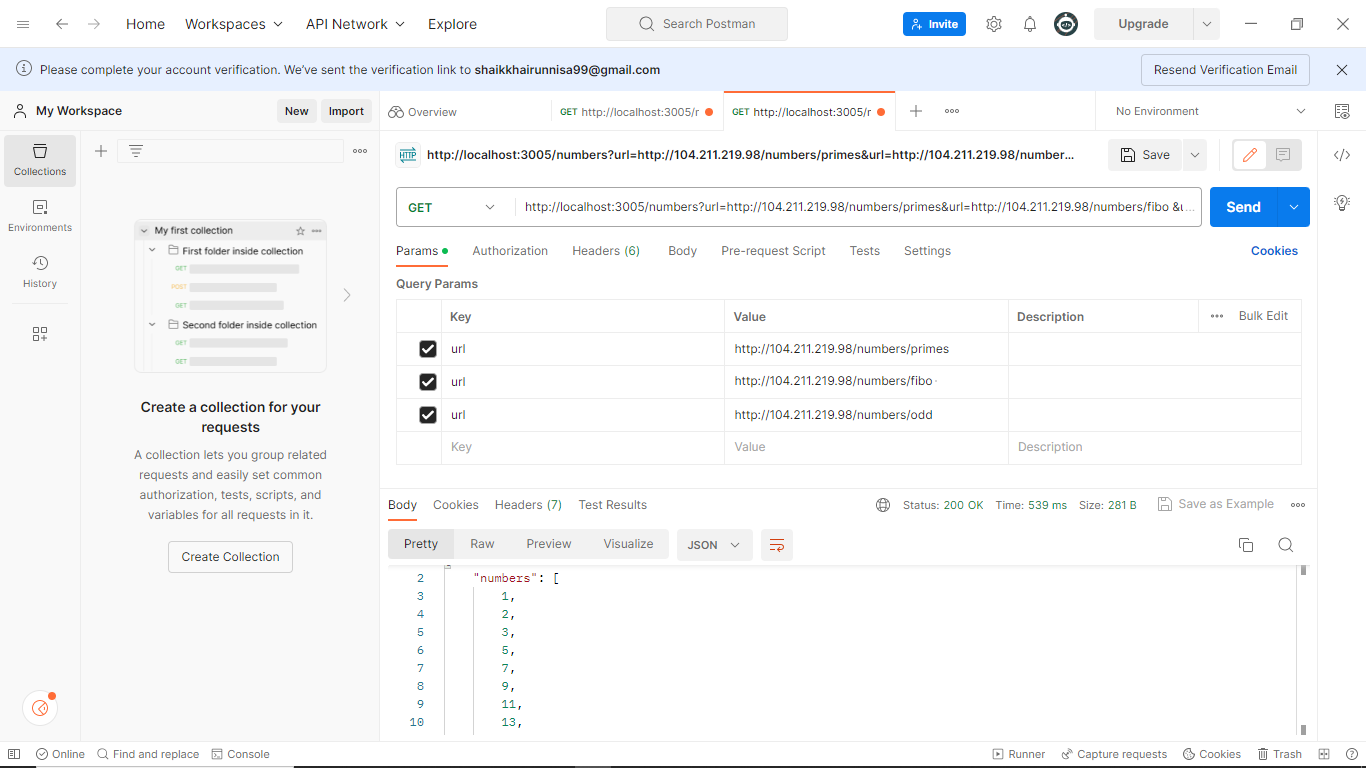 Home Workspaces API Network Explore Search Postman Invite Upgrade
Please complete your account verification. We've sent the verification link to shaikkhairunnisa99@gmail.com Resend Verification Email
My Workspace New Import Overview GET http://localhost:3005/r GET http://localhost:3005/r No Environment
Collections
Environments
History
My first collection
First folder inside collection
GET
POST
GET
Second folder inside collection
GET
GET
Create a collection for your
requests
A collection lets you group related
requests and easily set common
authorization, tests, scripts, and
variables for all requests in it.
Create Collection
HTTP http://localhost:3005/numbers?url=http://104.211.219.98/numbers/primes&url=http://104.211.219.98/number... Save
GET http://localhost:3005/numbers?url=http://104.211.219.98/numbers/primes&url=http://104.211.219.98/numbers/fibo &u... Send
Params Authorization Headers (6) Body Pre-request Script Tests Settings Cookies
Query Params
Key Value Description Bulk Edit
url http://104.211.219.98/numbers/primes
url http://104.211.219.98/numbers/fibo
url http://104.211.219.98/numbers/odd
Key Value Description
Body Cookies Headers (7) Test Results Status: 200 OK Time: 539 ms Size: 281 B Save as Example
Pretty Raw Preview Visualize JSON
2 "numbers": [
3 1,
4 2,
5 3,
6 5,
7 7,
8 9,
9 11,
10 13,
Online Find and replace Console Runner Capture requests Cookies Trash